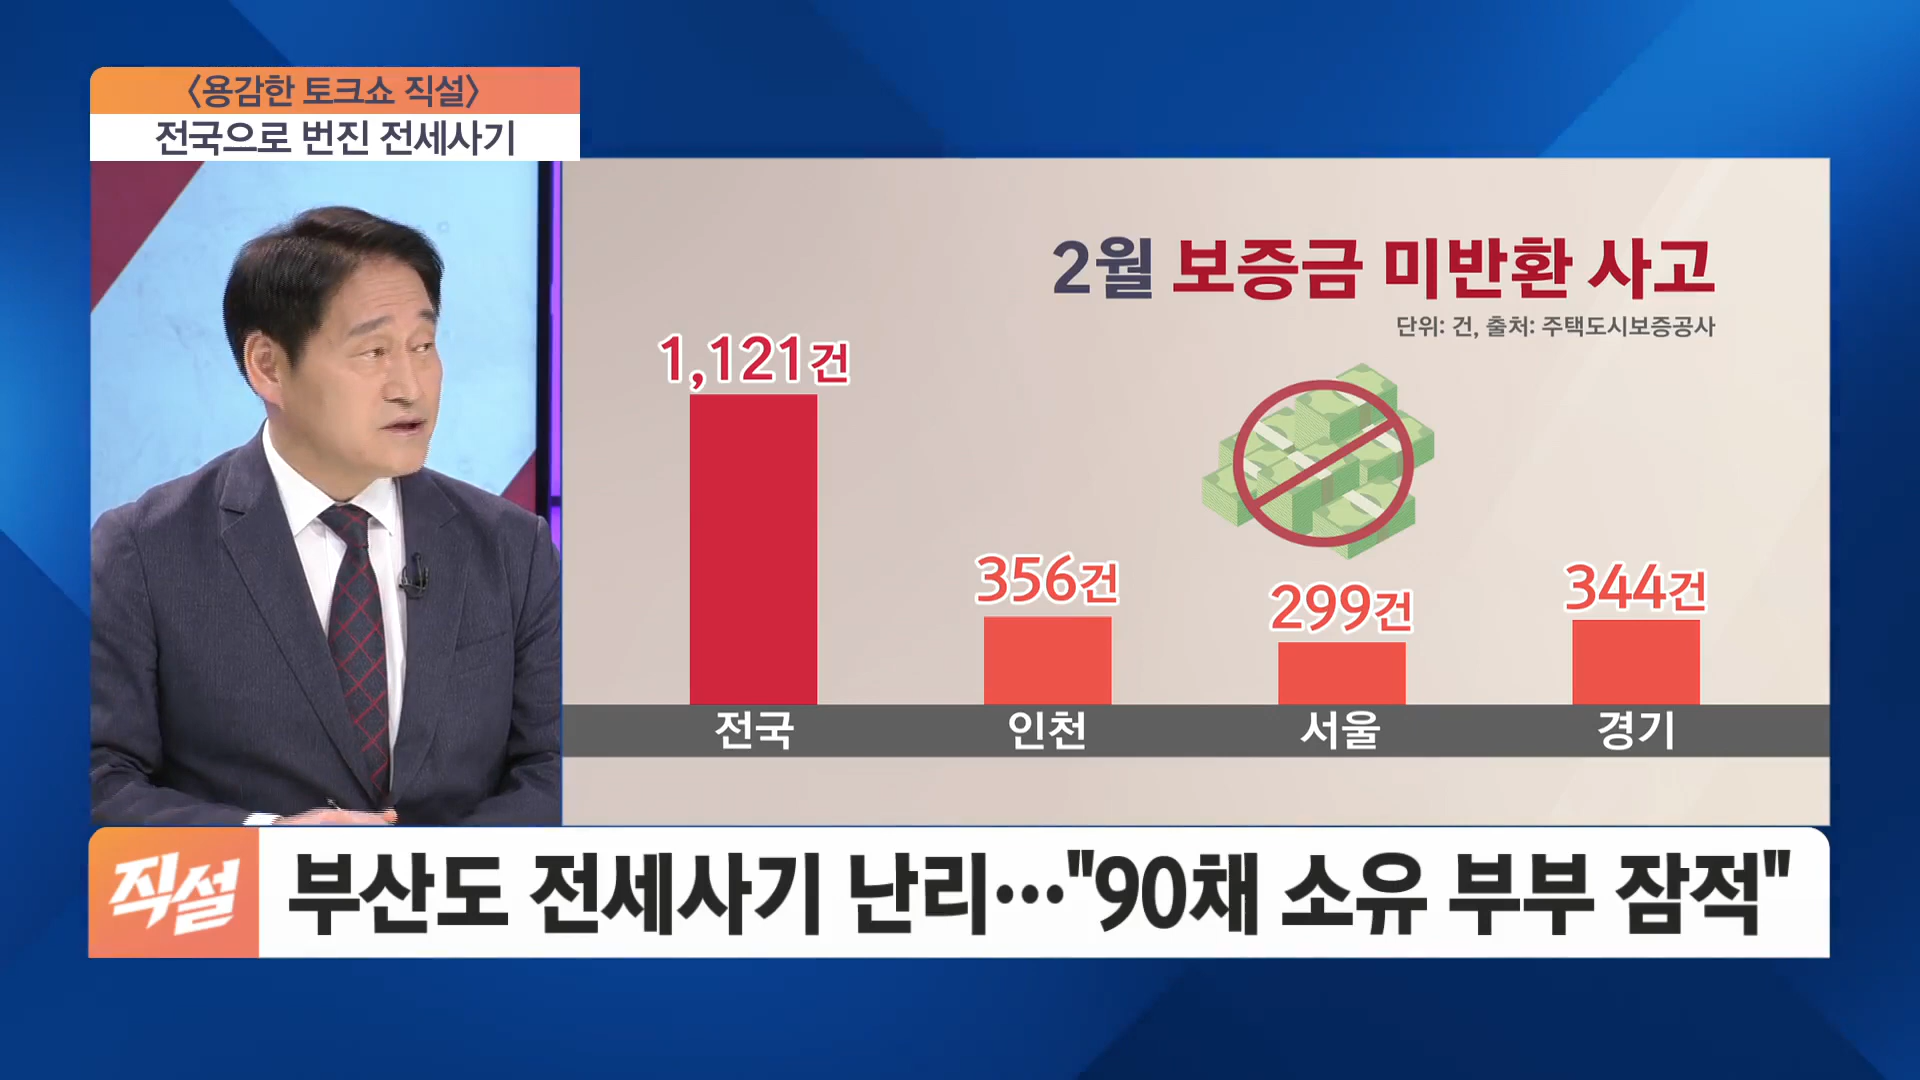 〈용감한 토크쇼 직설〉
전국으로 번진 전세사기
2월 보증금 미반환 사고
단위: 건, 출처: 주택도시보증공사
1,121건
356건
299건
344건
전국
인천
서울
경기
직설
부산도 전세사기 난리…"90채 소유 부부 잠적"